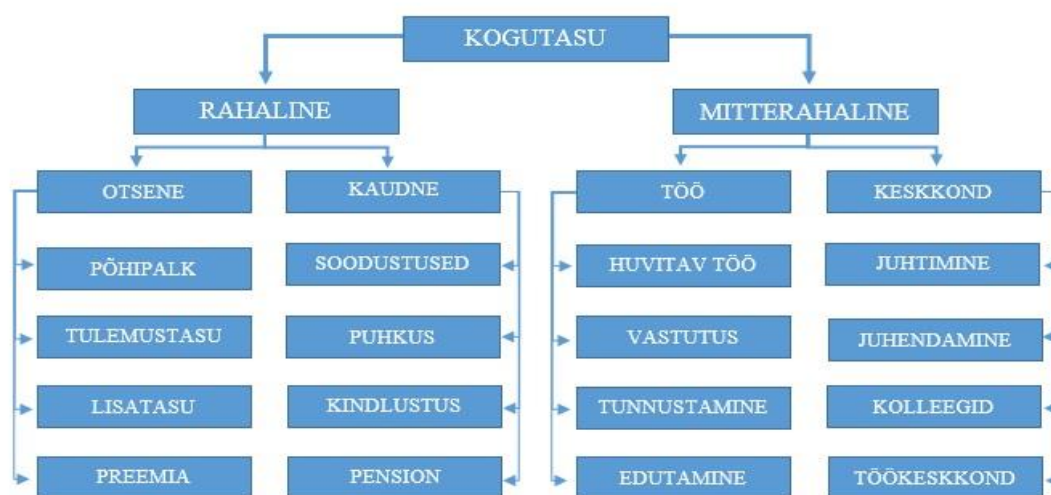 KOGUTASU
RAHALINE
MITTERAHALINE
OTSENE
KAUDNE
TÖÖ
KESKKOND
PÕHIPALK
SOODUSTUSED
HUVITAV TÖÖ
JUHTIMINE
TULEMUSTASU
PUHKUS
VASTUTUS
JUHENDAMINE
LISATASU
KINDLUSTUS
TUNNUSTAMINE
KOLLEEGID
PREEMIA
PENSION
EDUTAMINE
TÖÖKESKKOND